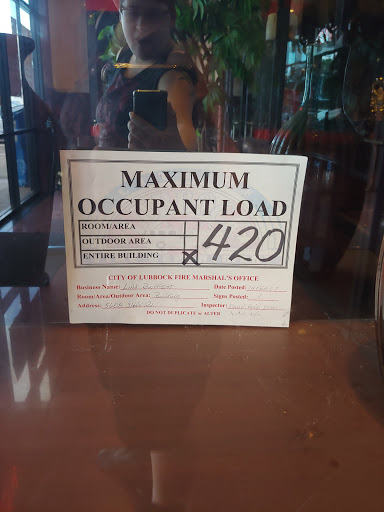 MAXIMUM
OCCUPANT LOAD
ROOM/AREA
OUTDOOR AREA
ENTIRE BUILDING X 420
CITY OF LUBBOCK FIRE MARSHAL'S OFFICE
Business Name: Date Posted:
Room/Area/Outdoor Area: Building Signs Posted:
Address: Inspector:
DO NOT DUPLICATE or ALTER